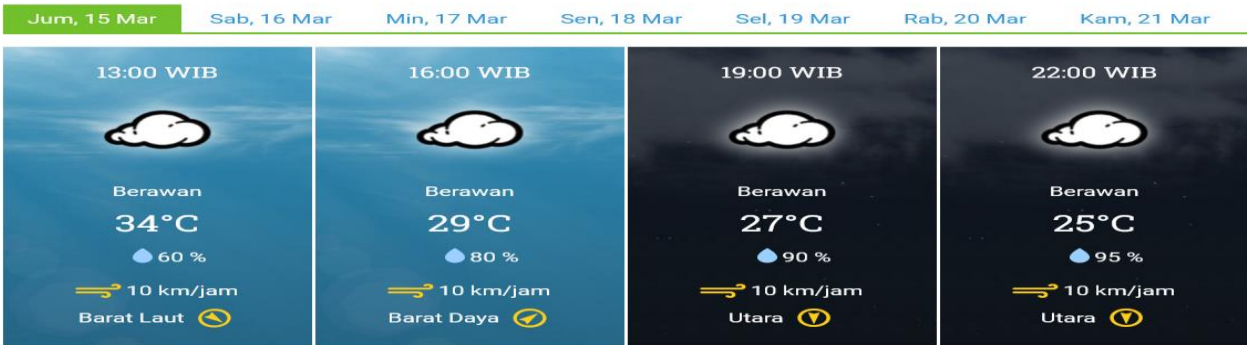 Jum, 15 Mar
Sab, 16 Mar
Min, 17 Mar
Sen, 18 Mar
Sel, 19 Mar
Rab, 20 Mar
Kam, 21 Mar
13:00 WIB
Berawan
34°C
60 %
10 km/jam
Barat Laut
16:00 WIB
Berawan
29°C
80 %
10 km/jam
Barat Daya
19:00 WIB
Berawan
27°C
90 %
10 km/jam
Utara
22:00 WIB
Berawan
25°C
95 %
10 km/jam
Utara